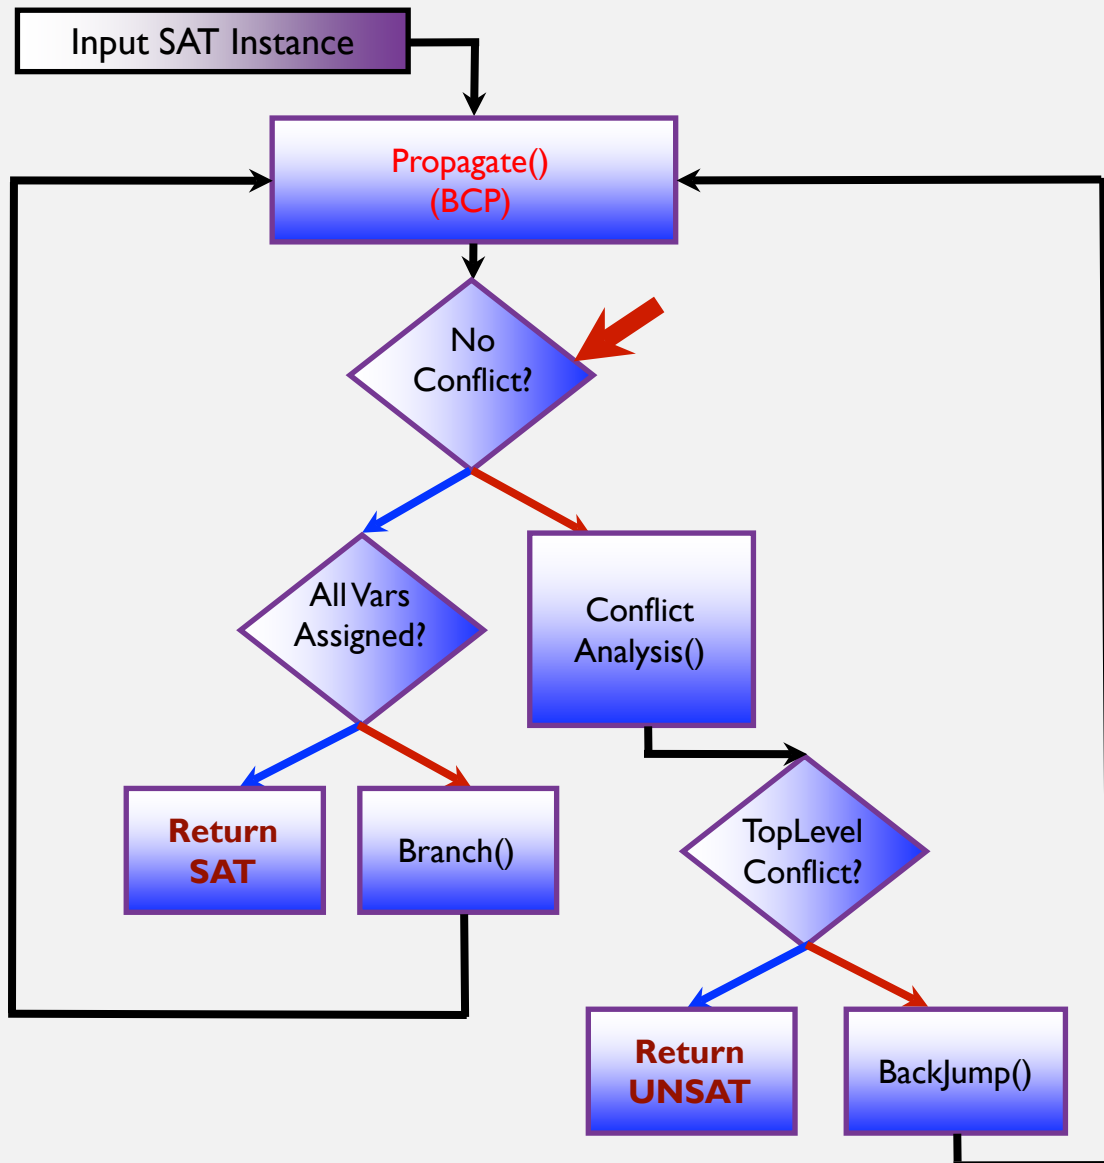 Input SAT Instance
Propagate()
(BCP)
No
Conflict?
All Vars
Assigned?
Conflict
Analysis()
Return
SAT
Branch()
TopLevel
Conflict?
Return
UNSAT
BackJump()